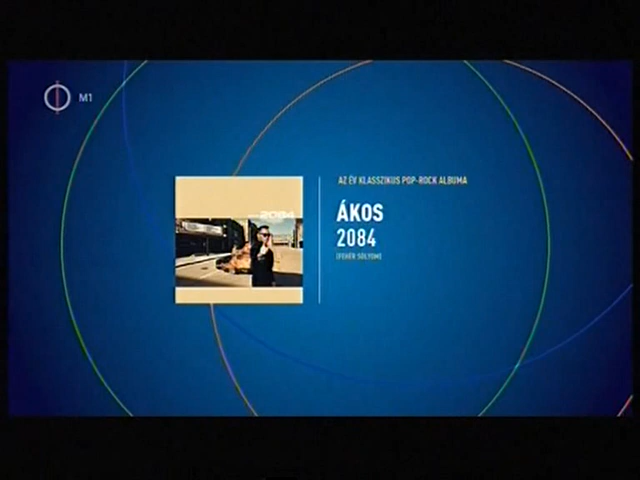 M1
AZ ÉV KLASSZIKUS POP-ROCK ALBUMA
2084
ÁKOS
2084
(FEHÉR SÓLYOM)